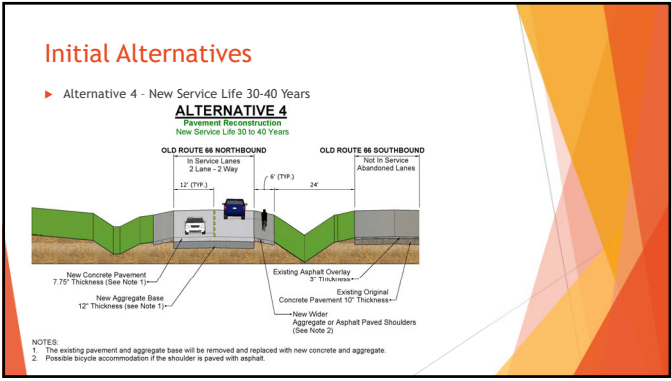 Initial Alternatives
Alternative 4 - New Service Life 30-40 Years
ALTERNATIVE 4
Pavement Reconstruction
New Service Life 30 to 40 Years
OLD ROUTE 66 NORTHBOUND
In Service Lanes
2 Lane - 2 Way
OLD ROUTE 66 SOUTHBOUND
Not In Service
Abandoned Lanes
12' (TYP.)
6' (TYP.)
24'
New Concrete Pavement
7.75" Thickness (See Note 1)
New Aggregate Base
12" Thickness (see Note 1)
Existing Asphalt Overlay
3" Thickness
Existing Original
Concrete Pavement 10" Thickness
New Wider
Aggregate or Asphalt Paved Shoulders
(See Note 2)
NOTES:
1. The existing pavement and aggregate base will be removed and replaced with new concrete and aggregate.
2. Possible bicycle accommodation if the shoulder is paved with asphalt.